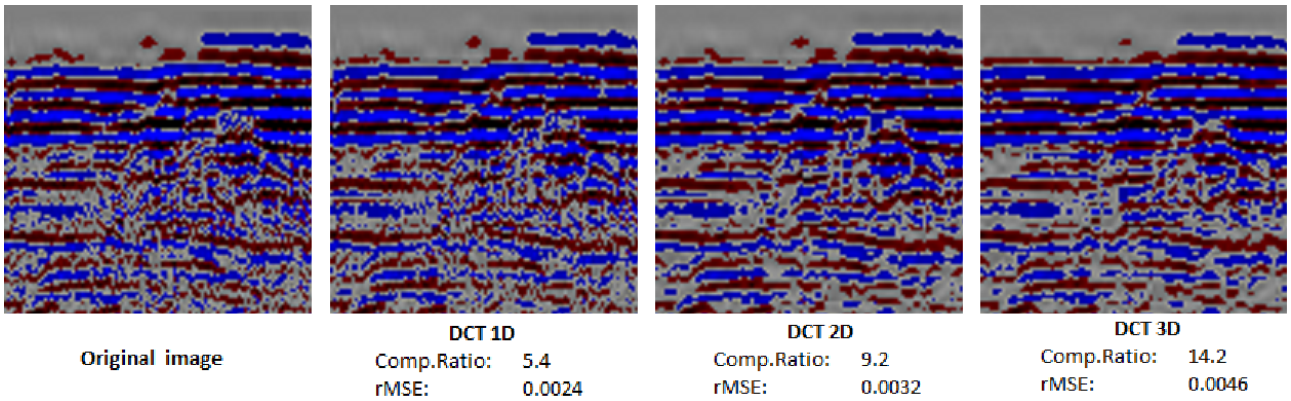 Original image
DCT 1D
Comp.Ratio: 5.4
rMSE: 0.0024
DCT 2D
Comp.Ratio: 9.2
rMSE: 0.0032
DCT 3D
Comp.Ratio: 14.2
rMSE: 0.0046